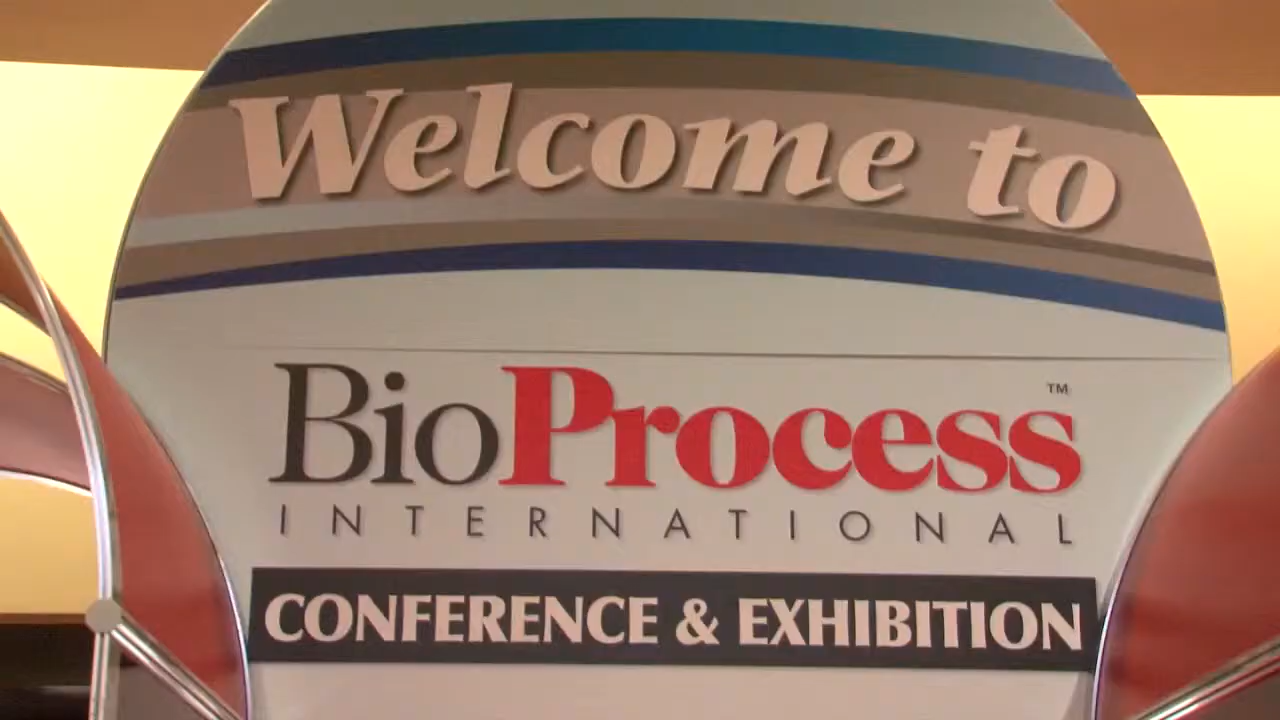 Welcome to
BioProcess™
INTERNATIONAL
CONFERENCE & EXHIBITION